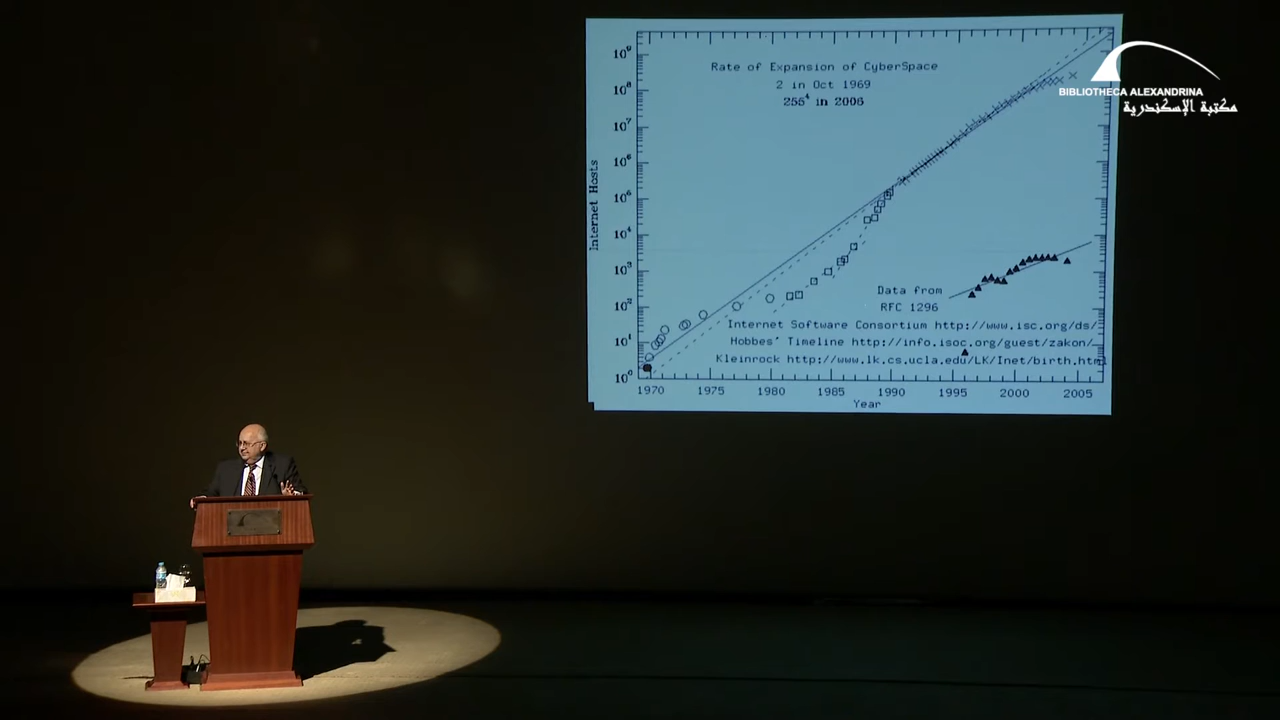 Rate of Expansion of CyberSpace
2 in Oct 1969
255⁴ in 2006
Internet Hosts
10⁹
10⁸
10⁷
10⁶
10⁶
10⁴
10³
10²
10¹
10⁰
Data from
RFC 1296
Internet Software Consortium http://www.isc.org/ds/
Hobbes' Timeline http://info.isoc.org/guest/zakon/
Kleinrock http://www.lk.cs.ucla.edu/LK/Inet/birth.html
1970 1975 1980 1985 1990 1995 2000 2005
Year
BIBLIOTHECA ALEXANDRINA
مكتبة الإسكندرية